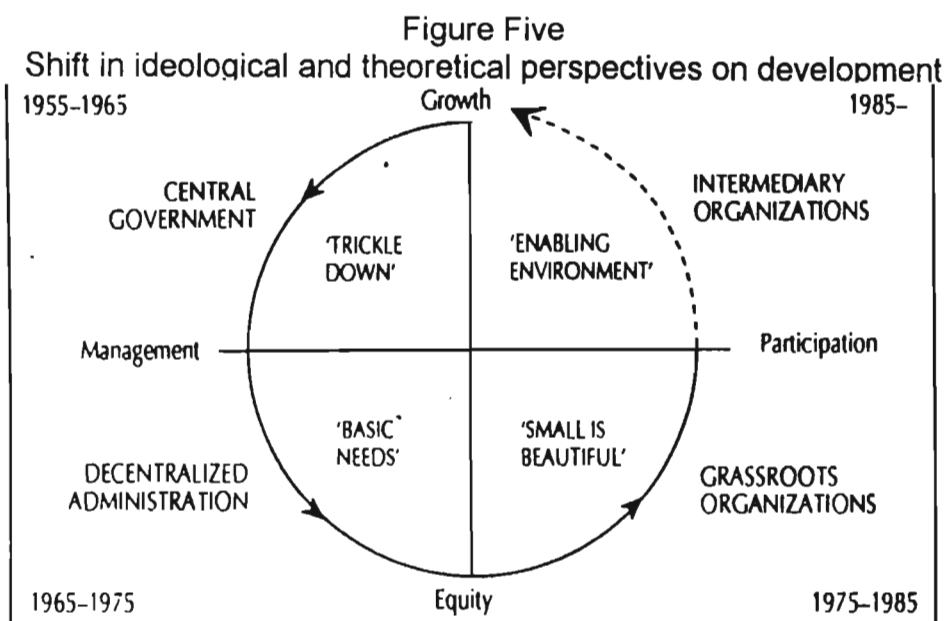 Figure Five
Shift in ideological and theoretical perspectives on development
1955–1965
Growth
1985–
CENTRAL
GOVERNMENT
INTERMEDIARY
ORGANIZATIONS
'TRICKLE
DOWN'
'ENABLING
ENVIRONMENT'
Management
Participation
'BASIC
NEEDS'
'SMALL IS
BEAUTIFUL'
DECENTRALIZED
ADMINISTRATION
GRASSROOTS
ORGANIZATIONS
1965–1975
Equity
1975–1985